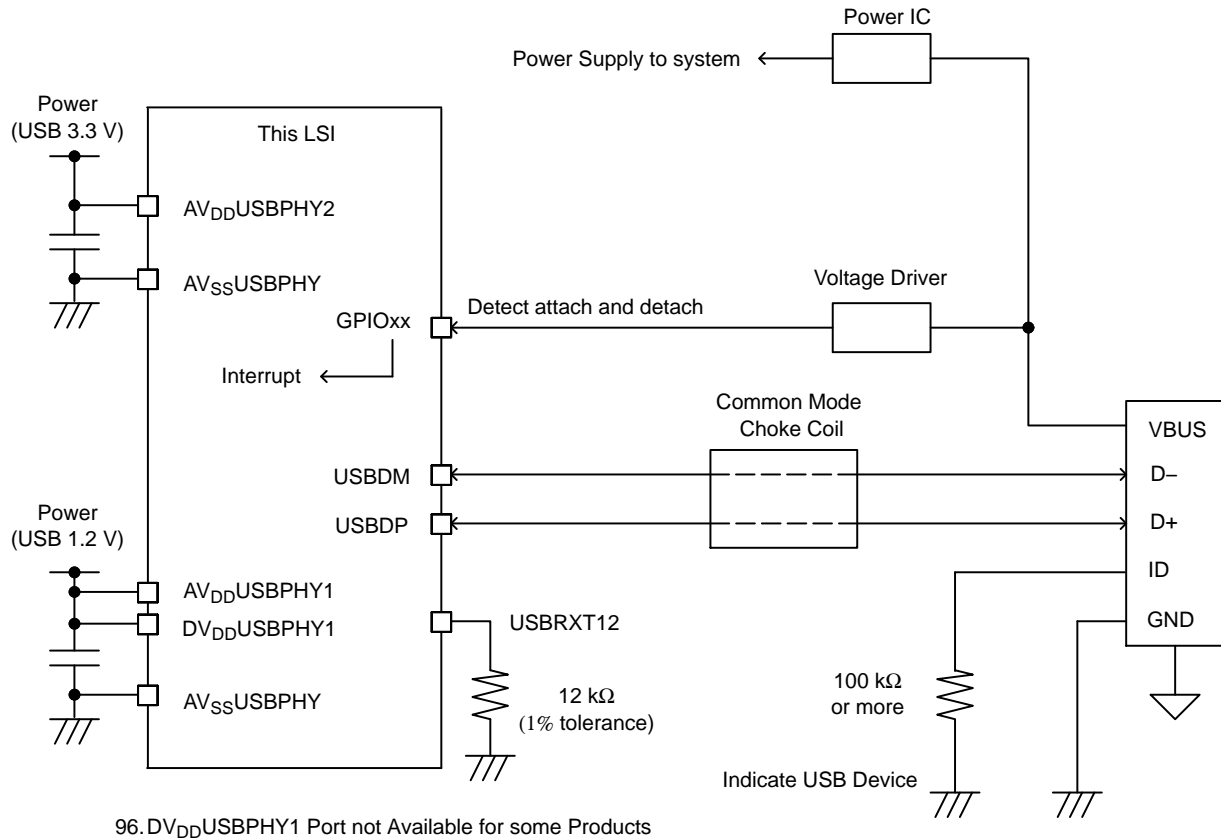 Power IC
Power Supply to system
Power
(USB 3.3 V)
This LSI
AVDDUSBPHY2
AVSSUSBPHY
GPIOxx
Detect attach and detach
Voltage Driver
Interrupt
Common Mode
Choke Coil
VBUS
USBDM
D−
USBDP
D+
Power
(USB 1.2 V)
ID
AVDDUSBPHY1
DVDDUSBPHY1
USBRXT12
GND
AVSSUSBPHY
12 kΩ
(1% tolerance)
100 kΩ
or more
Indicate USB Device
96. DVDDUSBPHY1 Port not Available for some Products